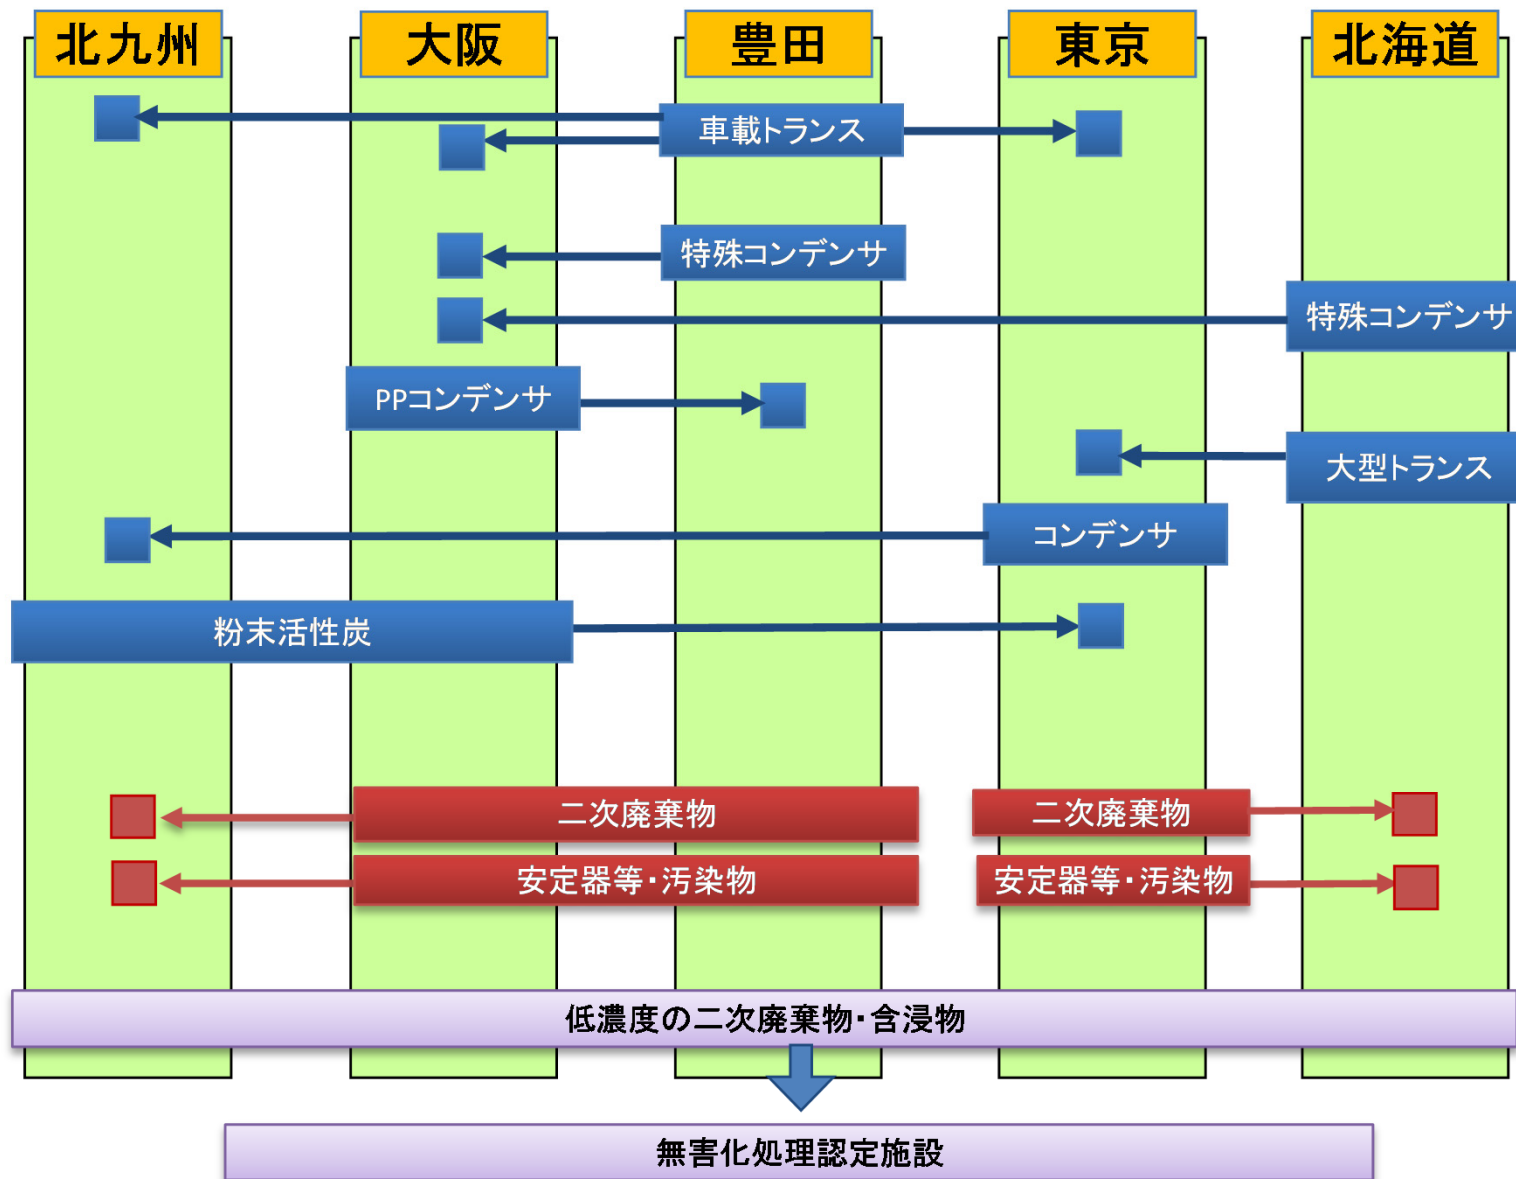 北九州
大阪
豊田
東京
北海道
車載トランス
特殊コンデンサ
特殊コンデンサ
PPコンデンサ
大型トランス
コンデンサ
粉末活性炭
二次廃棄物
二次廃棄物
安定器等・汚染物
安定器等・汚染物
低濃度の二次廃棄物・含浸物
無害化処理認定施設